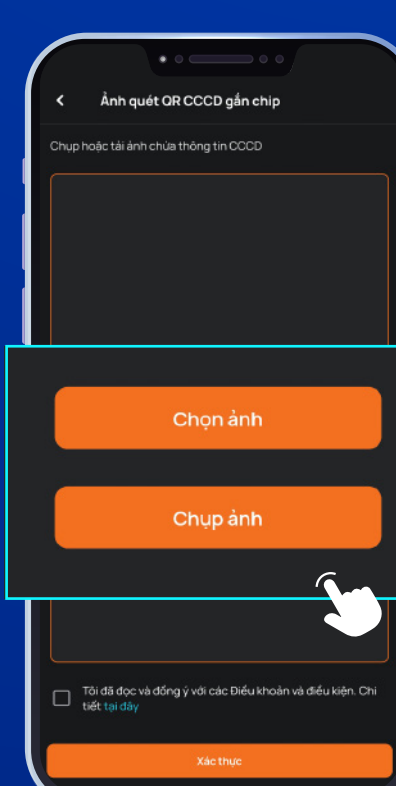 Ảnh quét QR CCCD gắn chip
Chụp hoặc tải ảnh chứa thông tin CCCD
Chọn ảnh
Chụp ảnh
Tôi đã đọc và đồng ý với các Điều khoản và điều kiện. Chi
tiết tại đây
Xác thực